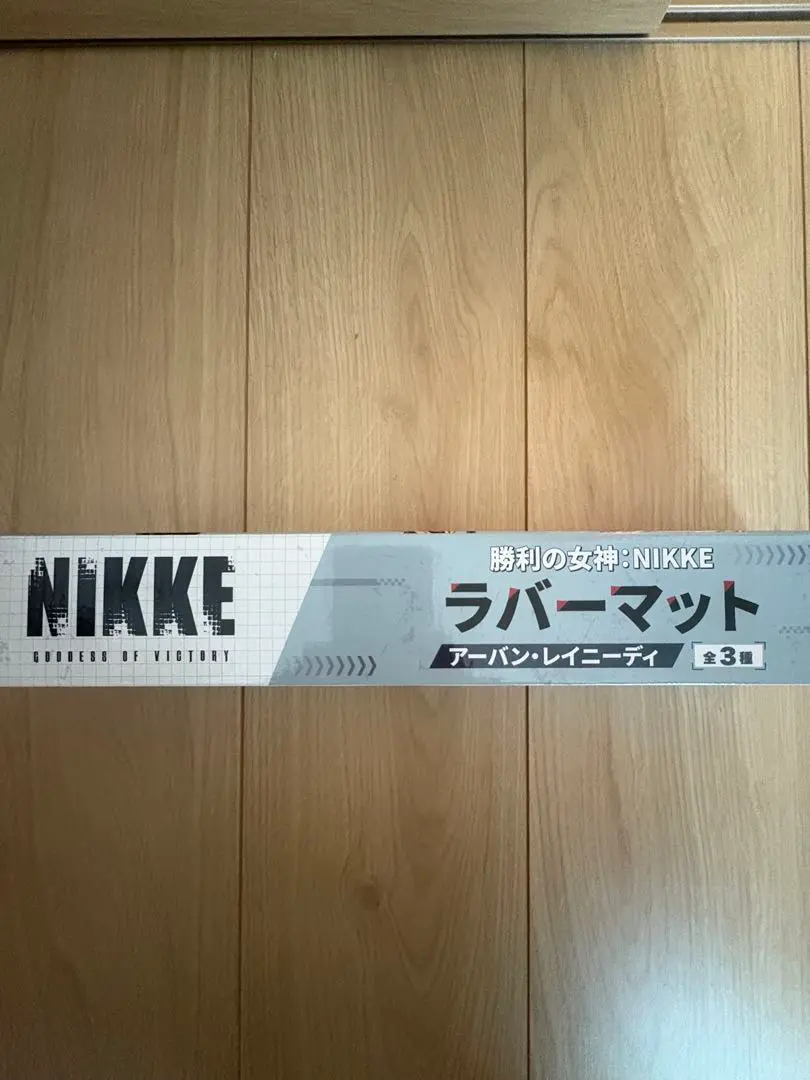 NIKKE
GODDESS OF VICTORY
勝利の女神:NIKKE
ラバーマット
アーバン・レイニーディ
全3種